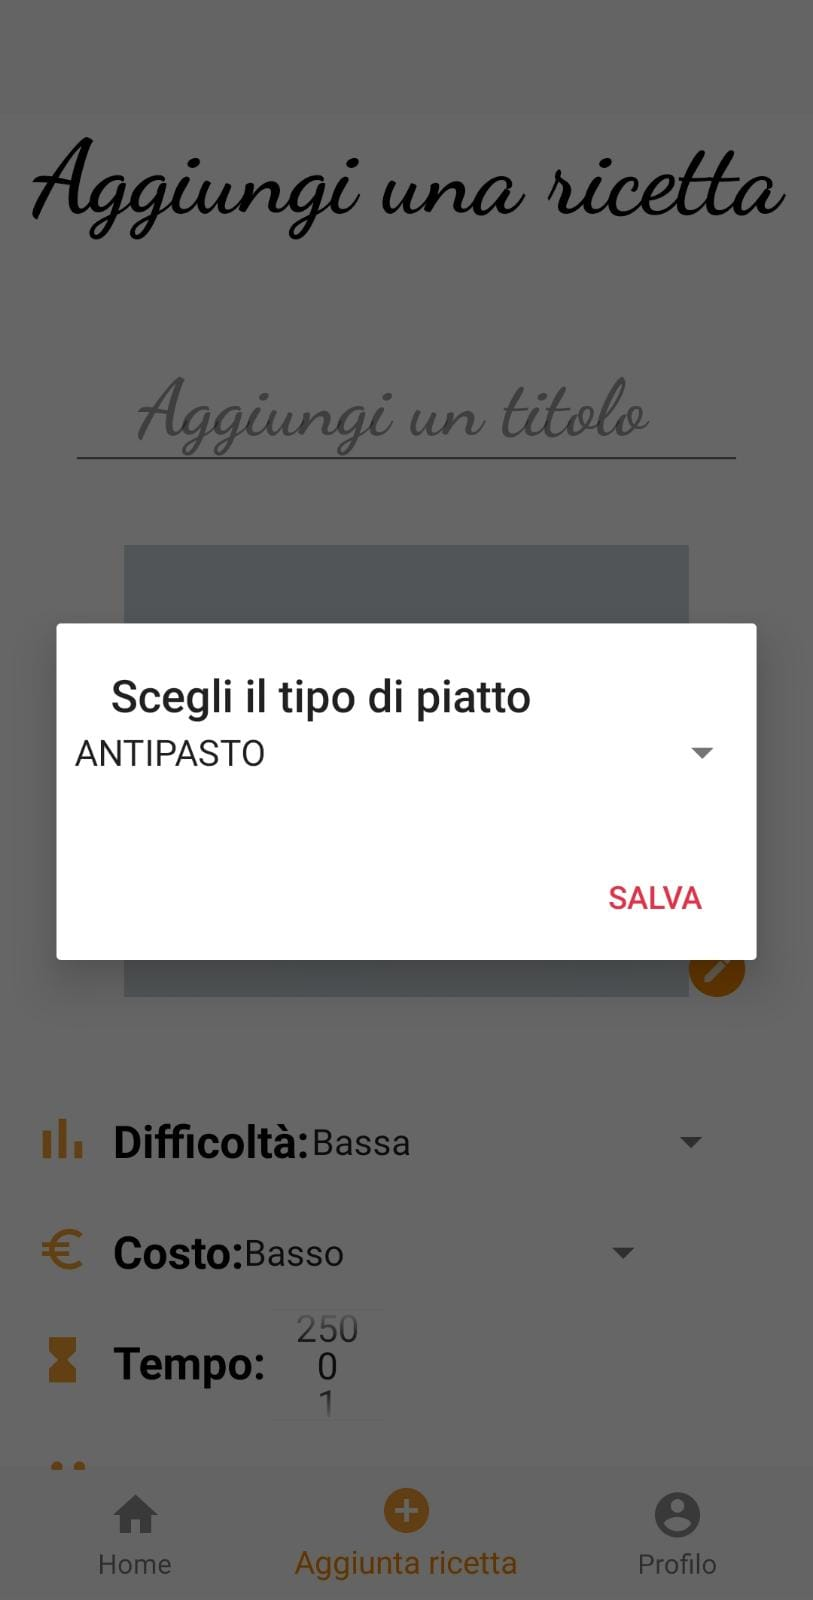 Aggiungi una ricetta
Aggiungi un titolo
Scegli il tipo di piatto
ANTIPASTO
SALVA
Difficoltà: Bassa
Costo: Basso
250
Tempo: 0
1
Home Aggiunta ricetta Profilo